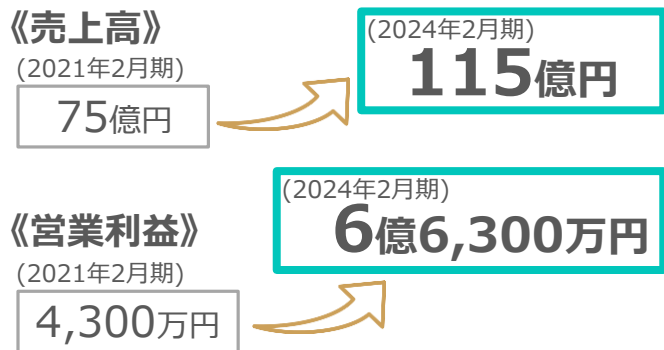 《売上高》
(2021年2月期)
75億円
(2024年2月期)
115億円
《営業利益》
(2021年2月期)
4,300万円
(2024年2月期)
6億6,300万円